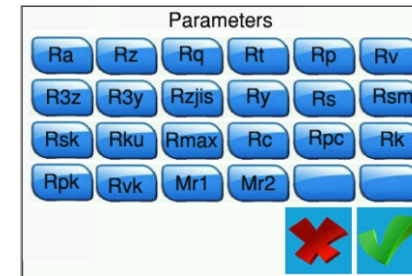 Parameters
Ra Rz Rq Rt Rp Rv
R3z R3y Rzjis Ry Rs Rsm
Rsk Rku Rmax Rc Rpc Rk
Rpk Rvk Mr1 Mr2